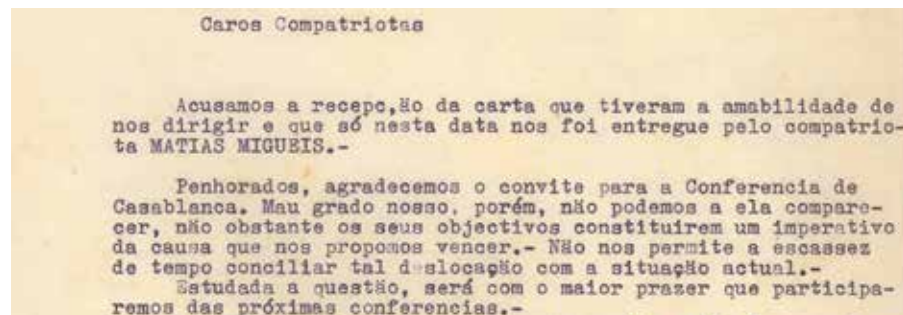 Caros Compatriotas
Acusamos a recepc,ão da carta que tiveram a amabilidade de
nos dirigir e que só nesta data nos foi entregue pelo compatrio-
ta MATIAS MIGUEIS.-
Penhorados, agradecemos o convite para a Conferencia de
Casablanca. Mau grado nosso, porém, não podemos a ela compare-
cer, não obstante os seus objectivos constituirem um imperativo
da causa que nos propomos vencer.- Não nos permite a escassez
de tempo conciliar tal deslocação com a situação actual.-
Estudada a questão, será com o maior prazer que participa-
remos das próximas conferencias.-